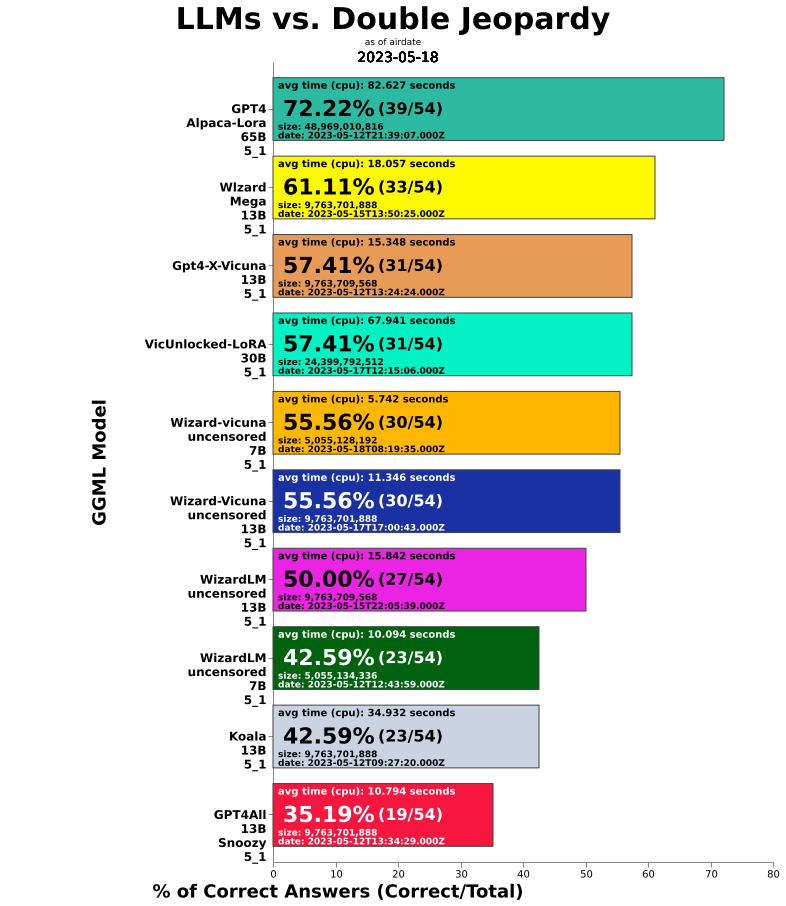 LLMs vs. Double Jeopardy
as of airdate
2023-05-18
GGML Model
GPT4
Alpaca-Lora
65B
5_1
avg time (cpu): 82.627 seconds
72.22% (39/54)
size: 48,969,010,816
date: 2023-05-12T21:39:07.000Z
WIzard
Mega
13B
5_1
avg time (cpu): 18.057 seconds
61.11% (33/54)
size: 9,763,701,888
date: 2023-05-15T13:50:25.000Z
Gpt4-X-Vicuna
13B
5_1
avg time (cpu): 15.348 seconds
57.41% (31/54)
size: 9,763,709,568
date: 2023-05-12T13:24:24.000Z
VicUnlocked-LoRA
30B
5_1
avg time (cpu): 67.941 seconds
57.41% (31/54)
size: 24,399,792,512
date: 2023-05-17T12:15:06.000Z
Wizard-vicuna
uncensored
7B
5_1
avg time (cpu): 5.742 seconds
55.56% (30/54)
size: 5,055,128,192
date: 2023-05-18T08:19:35.000Z
Wizard-Vicuna
uncensored
13B
5_1
avg time (cpu): 11.346 seconds
55.56% (30/54)
size: 9,763,701,888
date: 2023-05-17T17:00:43.000Z
WizardLM
uncensored
13B
5_1
avg time (cpu): 15.842 seconds
50.00% (27/54)
size: 9,763,709,568
date: 2023-05-15T22:05:39.000Z
WizardLM
uncensored
7B
5_1
avg time (cpu): 10.094 seconds
42.59% (23/54)
size: 5,055,134,336
date: 2023-05-12T12:43:59.000Z
Koala
13B
5_1
avg time (cpu): 34.932 seconds
42.59% (23/54)
size: 9,763,701,888
date: 2023-05-12T09:27:20.000Z
GPT4All
13B
Snoozy
5_1
avg time (cpu): 10.794 seconds
35.19% (19/54)
size: 9,763,701,888
date: 2023-05-12T13:34:29.000Z
0 10 20 30 40 50 60 70 80
% of Correct Answers (Correct/Total)